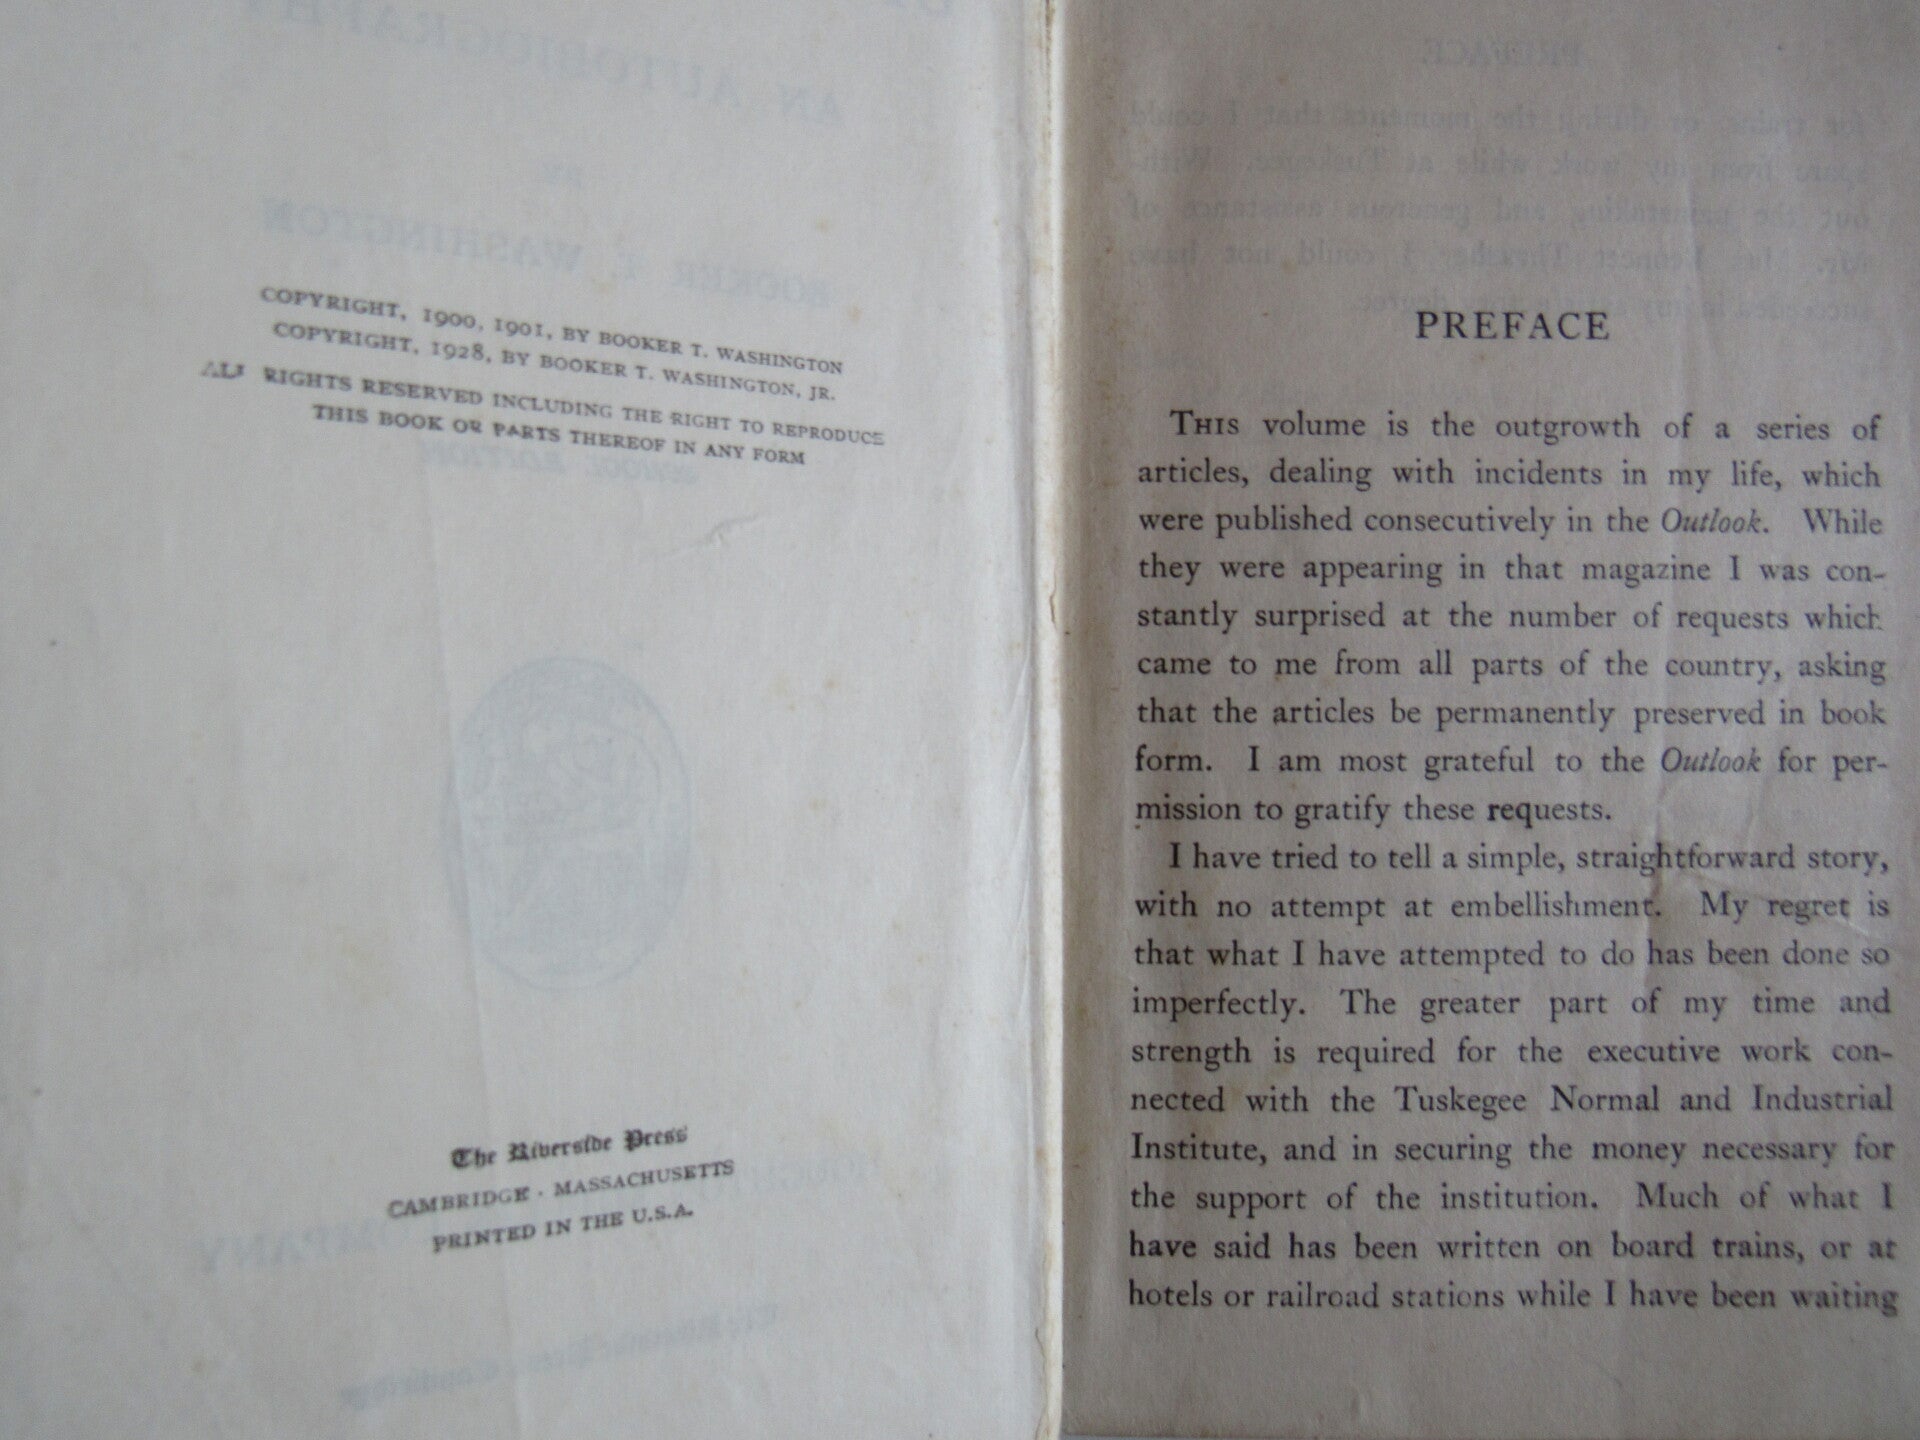 COPYRIGHT, 1900, 1901, BY BOOKER T. WASHINGTON
COPYRIGHT, 1928, BY BOOKER T. WASHINGTON, JR.
ALL RIGHTS RESERVED INCLUDING THE RIGHT TO REPRODUCE
THIS BOOK OR PARTS THEREOF IN ANY FORM
The Riverside Press
CAMBRIDGE · MASSACHUSETTS
PRINTED IN THE U.S.A.
PREFACE
THIS volume is the outgrowth of a series of
articles, dealing with incidents in my life, which
were published consecutively in the Outlook. While
they were appearing in that magazine I was con-
stantly surprised at the number of requests which
came to me from all parts of the country, asking
that the articles be permanently preserved in book
form. I am most grateful to the Outlook for per-
mission to gratify these requests.
I have tried to tell a simple, straightforward story,
with no attempt at embellishment. My regret is
that what I have attempted to do has been done so
imperfectly. The greater part of my time and
strength is required for the executive work con-
nected with the Tuskegee Normal and Industrial
Institute, and in securing the money necessary for
the support of the institution. Much of what I
have said has been written on board trains, or at
hotels or railroad stations while I have been waiting